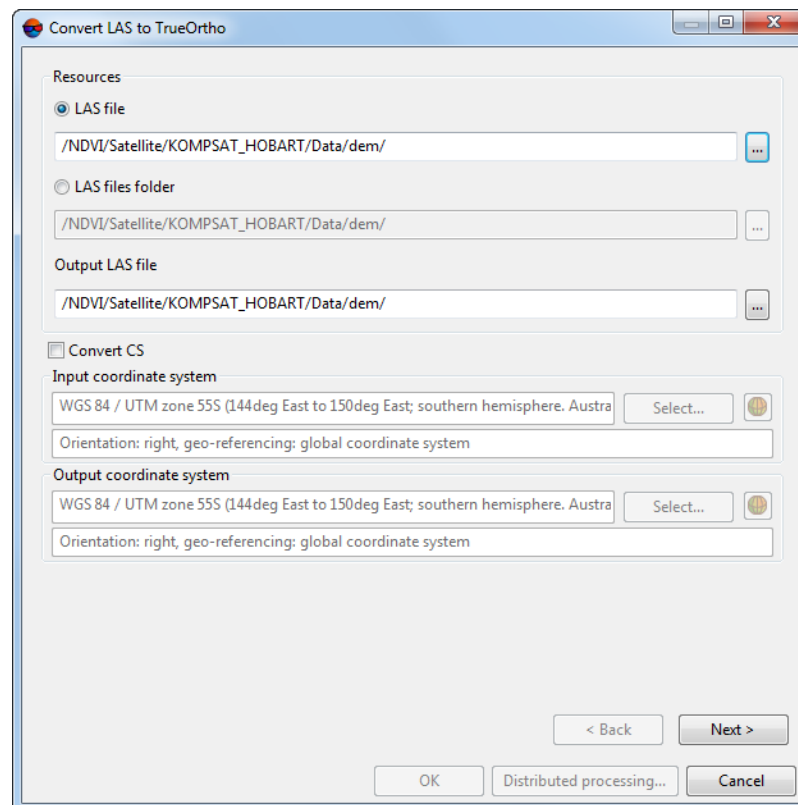 Convert LAS to TrueOrtho
Resources
LAS file
/NDVI/Satellite/KOMPSAT_HOBART/Data/dem/
...
LAS files folder
/NDVI/Satellite/KOMPSAT_HOBART/Data/dem/
...
Output LAS file
/NDVI/Satellite/KOMPSAT_HOBART/Data/dem/
...
Convert CS
Input coordinate system
WGS 84 / UTM zone 55S (144deg East to 150deg East; southern hemisphere. Austra Select...
Orientation: right, geo-referencing: global coordinate system
Output coordinate system
WGS 84 / UTM zone 55S (144deg East to 150deg East; southern hemisphere. Austra Select...
Orientation: right, geo-referencing: global coordinate system
< Back Next >
OK Distributed processing... Cancel